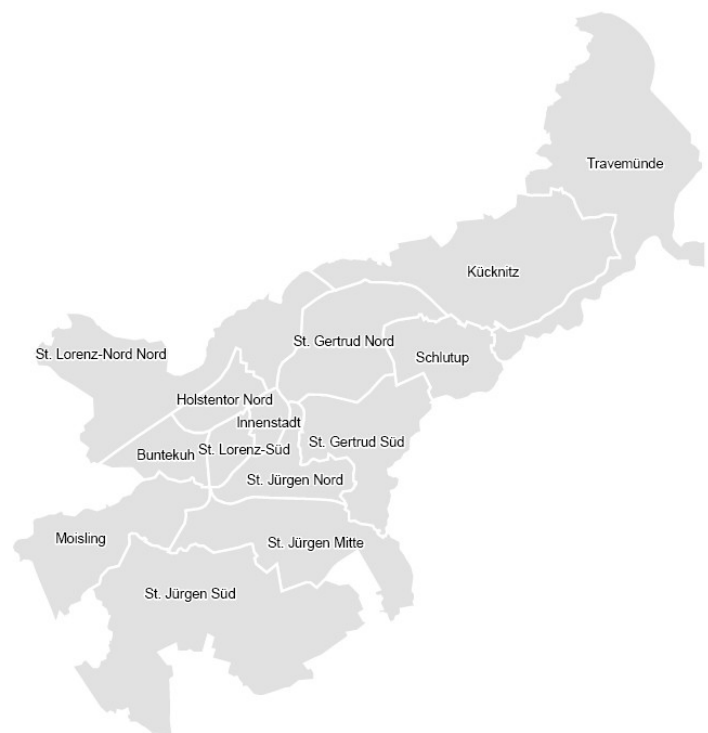 Travemünde
Kücknitz
St. Gertrud Nord
St. Lorenz-Nord Nord
Schlutup
Holstentor Nord
Innenstadt
St. Gertrud Süd
St. Lorenz-Süd
Buntekuh
St. Jürgen Nord
Moisling
St. Jürgen Mitte
St. Jürgen Süd